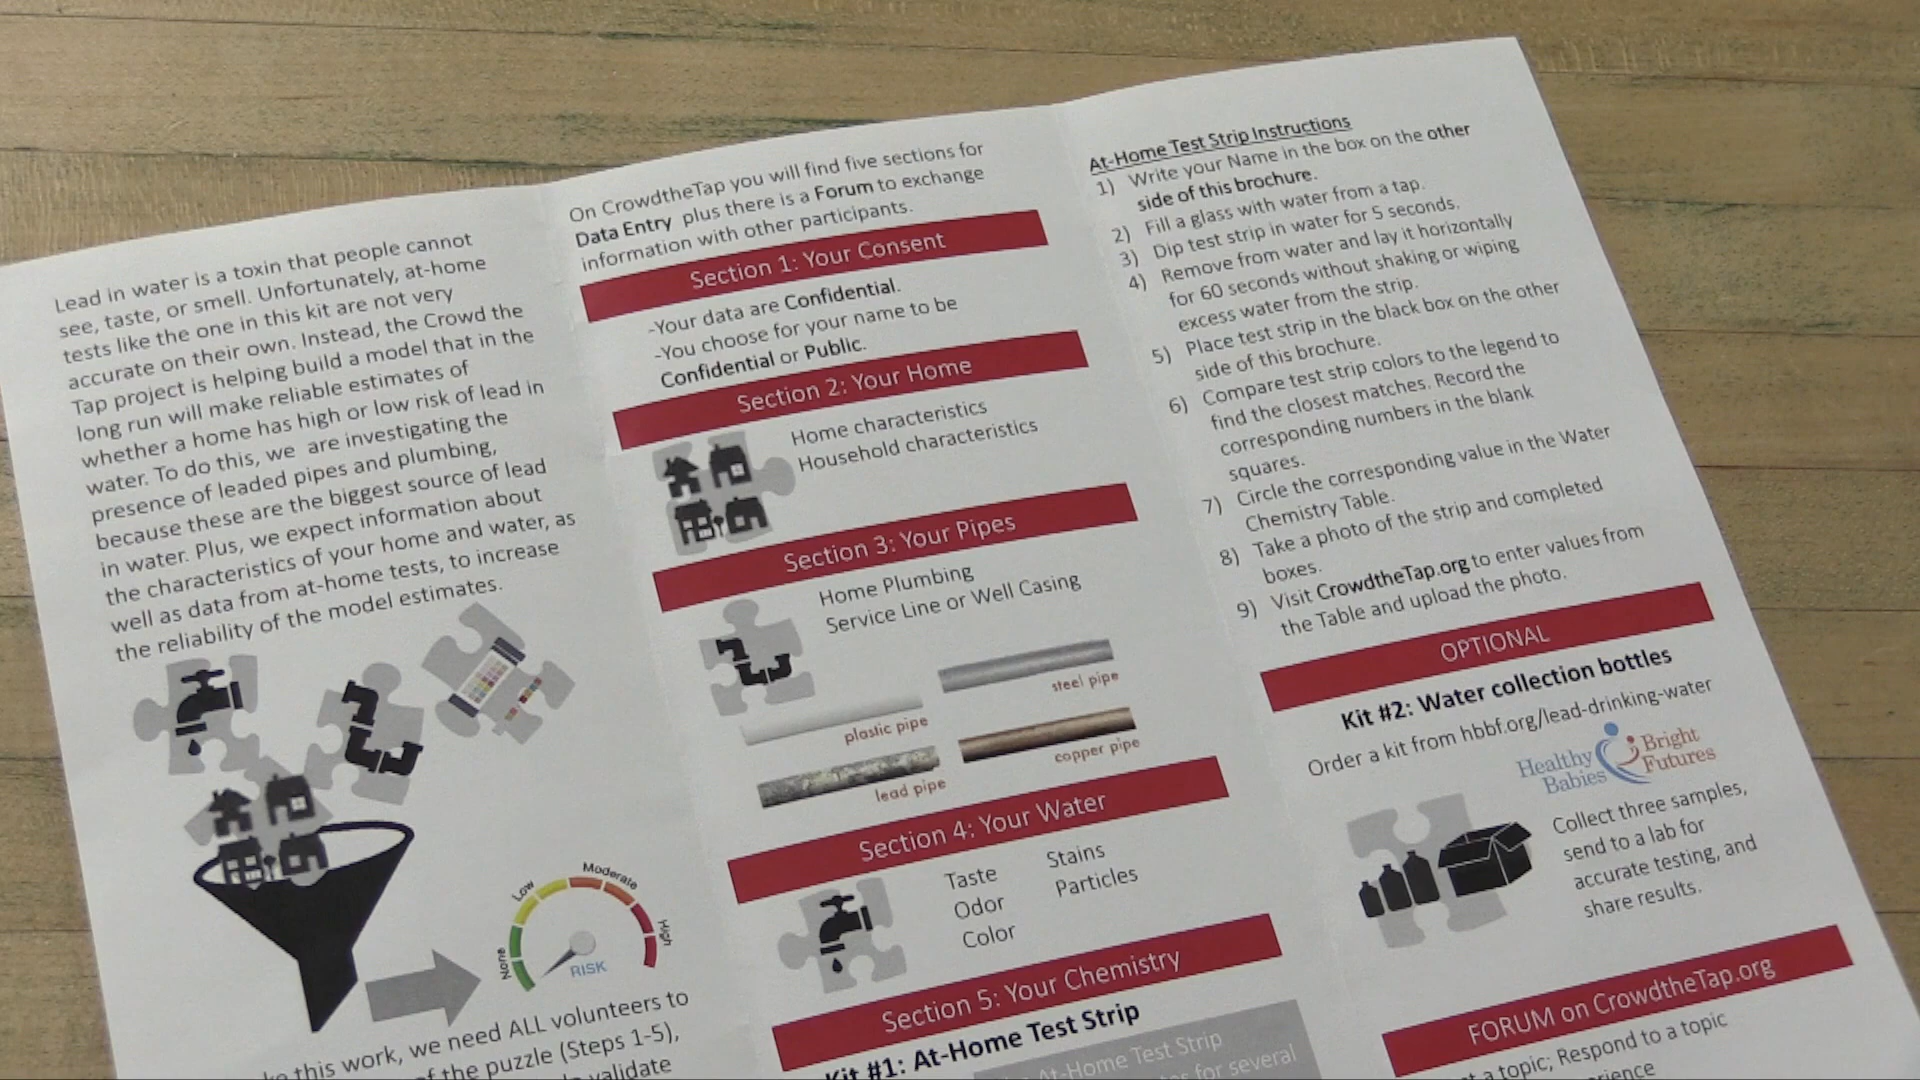 Lead in water is a toxin that people cannot
see, taste, or smell. Unfortunately, at-home
tests like the one in this kit are not very
accurate on their own. Instead, the Crowd the
Tap project is helping build a model that in the
long run will make reliable estimates of
whether a home has high or low risk of lead in
water. To do this, we are investigating the
presence of leaded pipes and plumbing,
because these are the biggest source of lead
in water. Plus, we expect information about
the characteristics of your home and water, as
well as data from at-home tests, to increase
the reliability of the model estimates.
None
Low
Moderate
High
RISK
this work, we need ALL volunteers to
the puzzle (Steps 1-5),
validate
On CrowdtheTap you will find five sections for
Data Entry plus there is a Forum to exchange
information with other participants.
Section 1: Your Consent
-Your data are Confidential.
-You choose for your name to be
Confidential or Public.
Section 2: Your Home
Home characteristics
Household characteristics
Section 3: Your Pipes
Home Plumbing
Service Line or Well Casing
plastic pipe
steel pipe
lead pipe
copper pipe
Section 4: Your Water
Taste
Odor
Color
Stains
Particles
Section 5: Your Chemistry
Kit #1: At-Home Test Strip
At-Home Test Strip
for several
At-Home Test Strip Instructions
1) Write your Name in the box on the other
side of this brochure.
2) Fill a glass with water from a tap.
3) Dip test strip in water for 5 seconds.
4) Remove from water and lay it horizontally
for 60 seconds without shaking or wiping
excess water from the strip.
5) Place test strip in the black box on the other
side of this brochure.
6) Compare test strip colors to the legend to
find the closest matches. Record the
corresponding numbers in the blank
squares.
7) Circle the corresponding value in the Water
Chemistry Table.
8) Take a photo of the strip and completed
boxes.
9) Visit CrowdtheTap.org to enter values from
the Table and upload the photo.
OPTIONAL
Kit #2: Water collection bottles
Order a kit from hbbf.org/lead-drinking-water
Healthy Babies
Bright Futures
Collect three samples,
send to a lab for
accurate testing, and
share results.
FORUM on CrowdtheTap.org
a topic; Respond to a topic